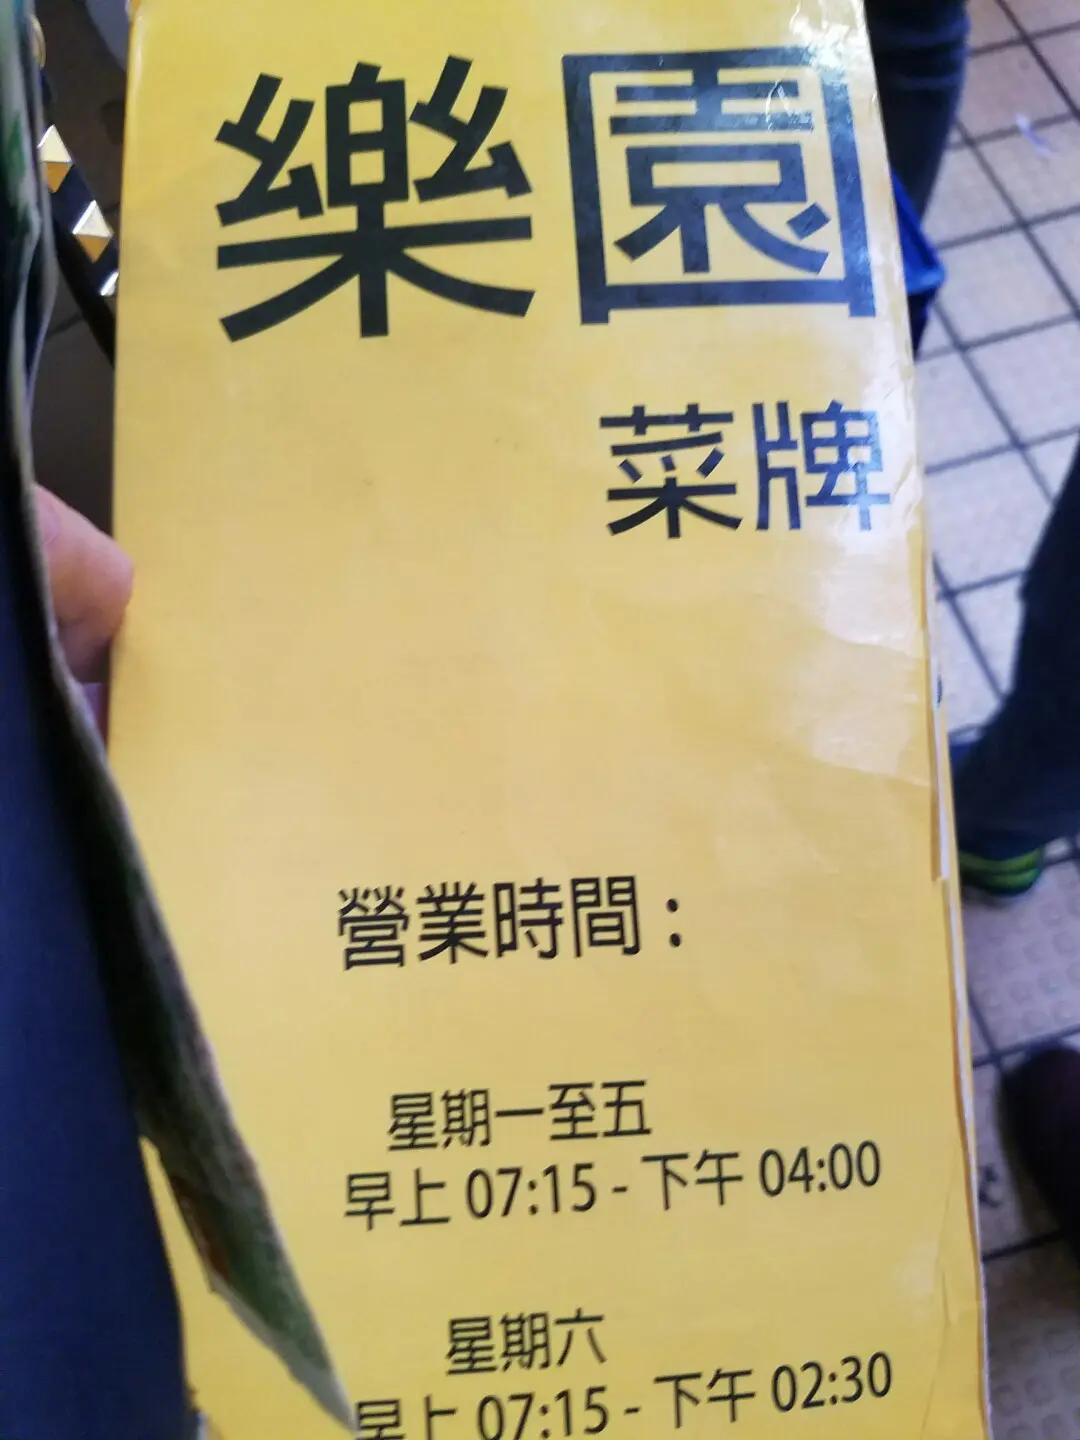 樂園
菜牌
營業時間：
星期一至五
早上 07:15 - 下午 04:00
星期六
早上 07:15 - 下午 02:30